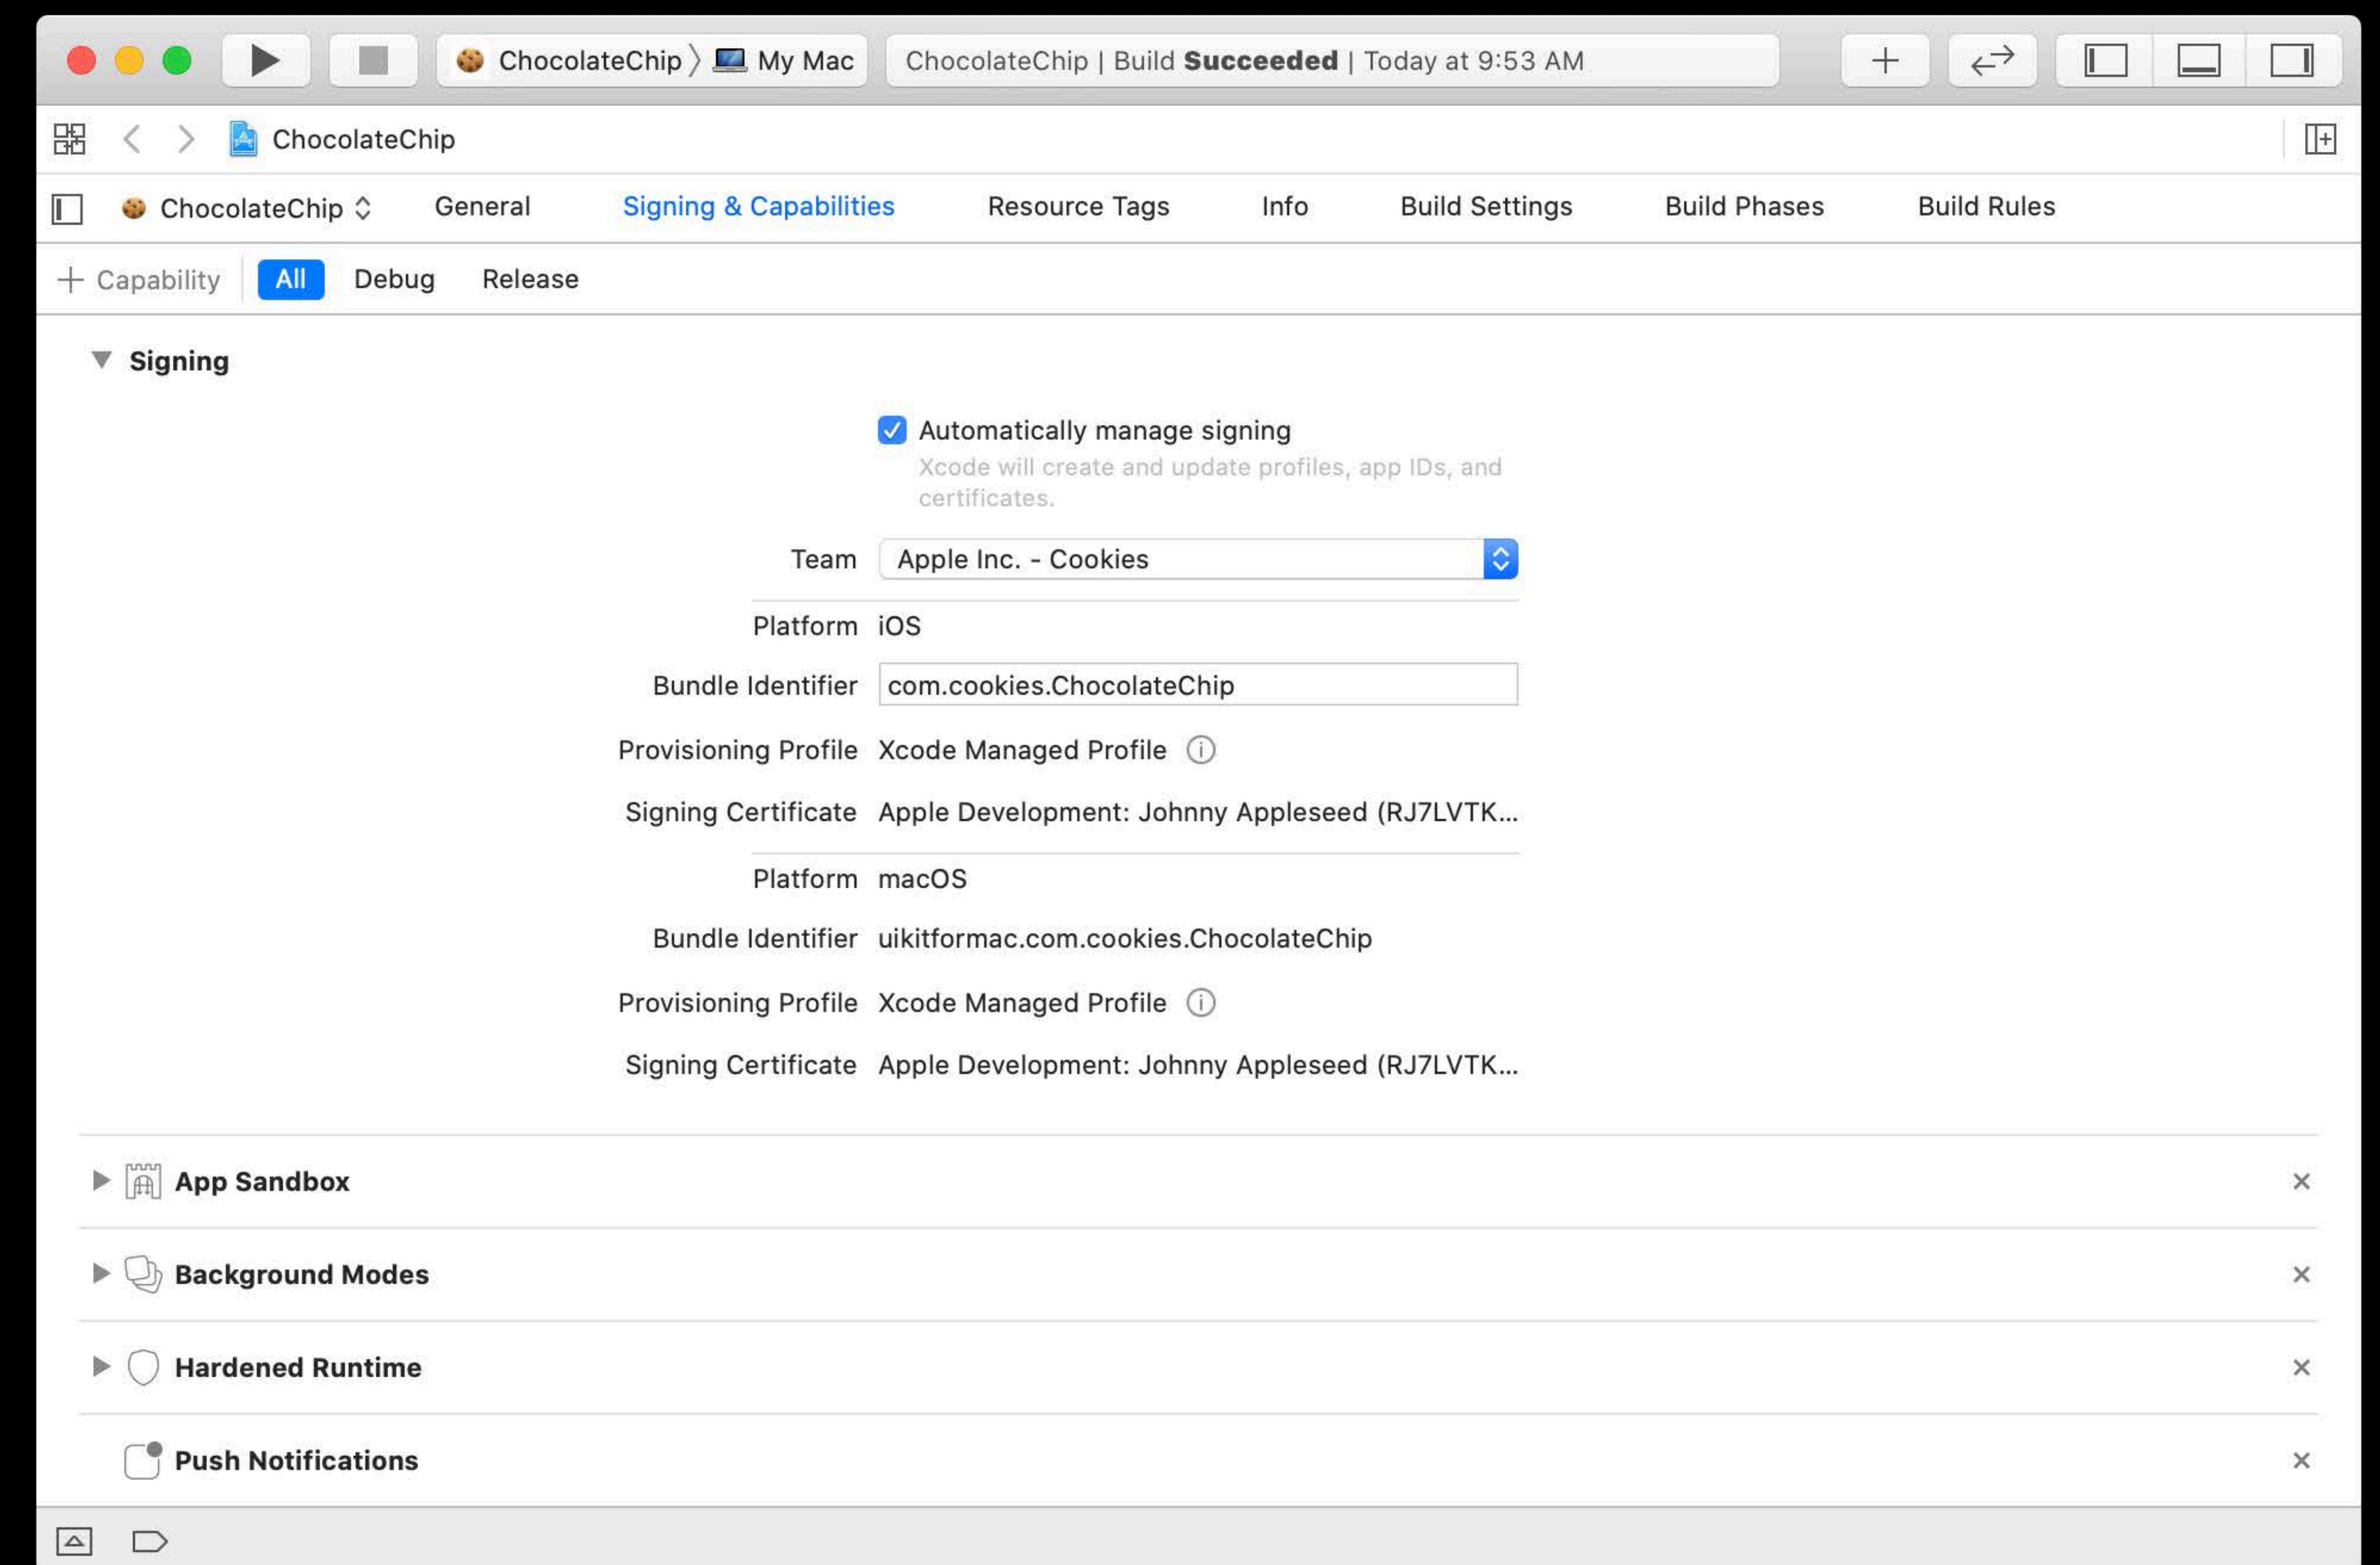 ChocolateChip 〉 My Mac ChocolateChip | Build Succeeded | Today at 9:53 AM
ChocolateChip
ChocolateChip General Signing & Capabilities Resource Tags Info Build Settings Build Phases Build Rules
+ Capability All Debug Release
Signing
Automatically manage signing
Xcode will create and update profiles, app IDs, and
certificates.
Team Apple Inc. - Cookies
Platform iOS
Bundle Identifier com.cookies.ChocolateChip
Provisioning Profile Xcode Managed Profile
Signing Certificate Apple Development: Johnny Appleseed (RJ7LVTK...
Platform macOS
Bundle Identifier uikitformac.com.cookies.ChocolateChip
Provisioning Profile Xcode Managed Profile
Signing Certificate Apple Development: Johnny Appleseed (RJ7LVTK...
App Sandbox
Background Modes
Hardened Runtime
Push Notifications